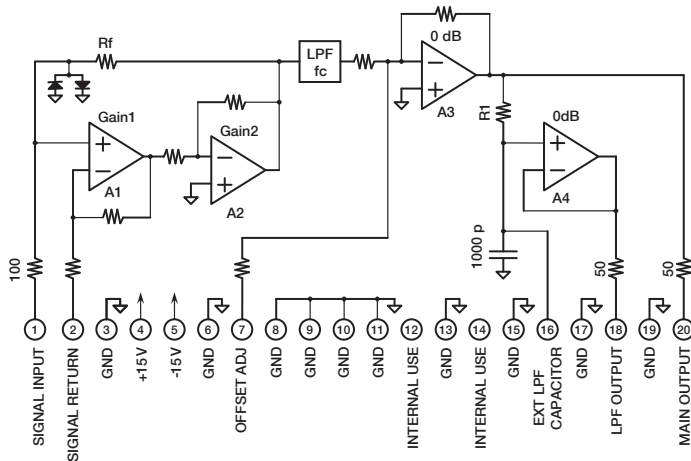 Rf
LPF
fc
0 dB
A3
Gain1
A1
Gain2
A2
R1
0dB
A4
100
1000 p
50
50
1
2
3
4
5
6
7
8
9
10
11
12
13
14
15
16
17
18
19
20
SIGNAL INPUT
SIGNAL RETURN
GND
+15V
-15V
GND
OFFSET ADJ
GND
GND
GND
GND
INTERNAL USE
GND
INTERNAL USE
GND
EXT LPF
CAPACITOR
GND
LPF OUTPUT
GND
MAIN OUTPUT